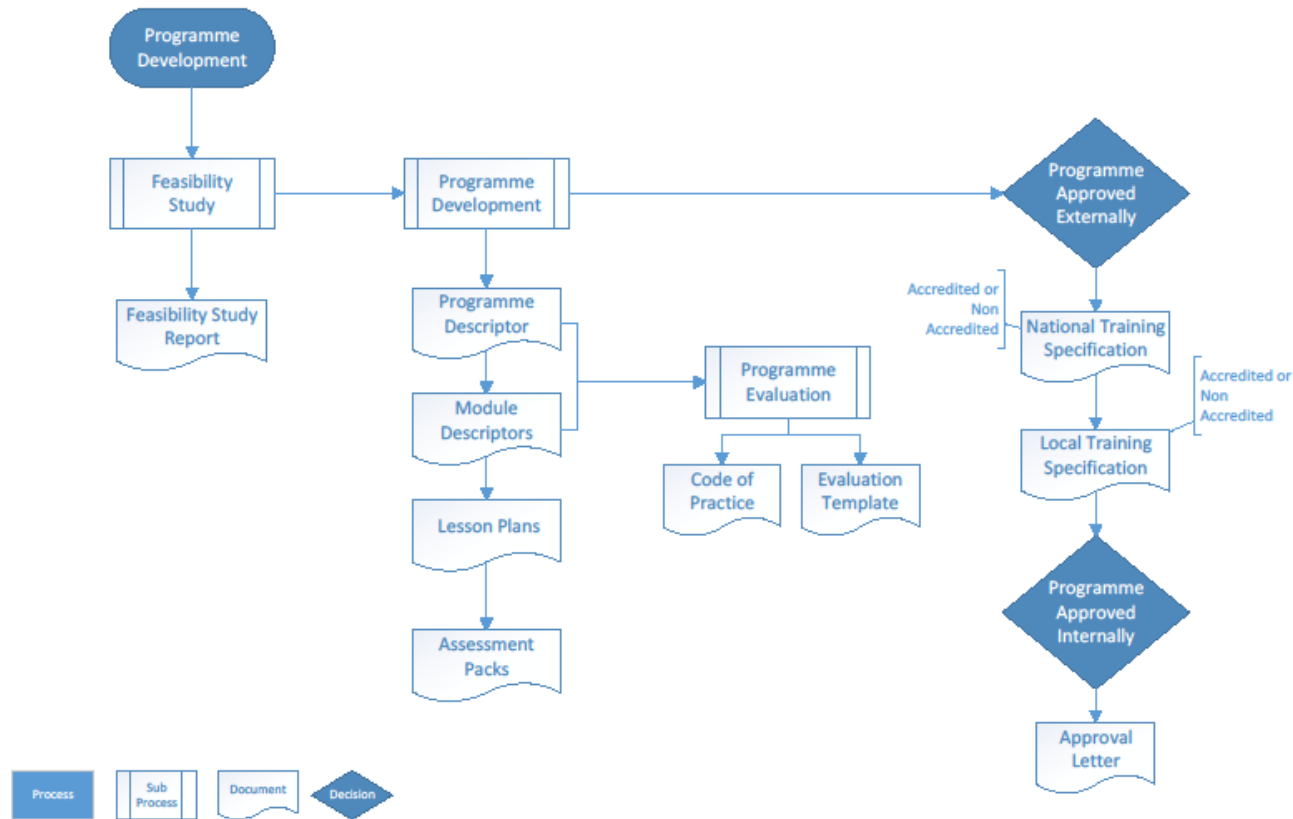 Programme
Development
Feasibility
Study
Programme
Development
Programme
Approved
Externally
Feasibility Study
Report
Programme
Descriptor
Accredited or
Non
Accredited
National Training
Specification
Module
Descriptors
Programme
Evaluation
Accredited or
Non
Accredited
Local Training
Specification
Code of
Practice
Evaluation
Template
Lesson Plans
Programme
Approved
Internally
Assessment
Packs
Approval
Letter
Process
Sub
Process
Document
Decision